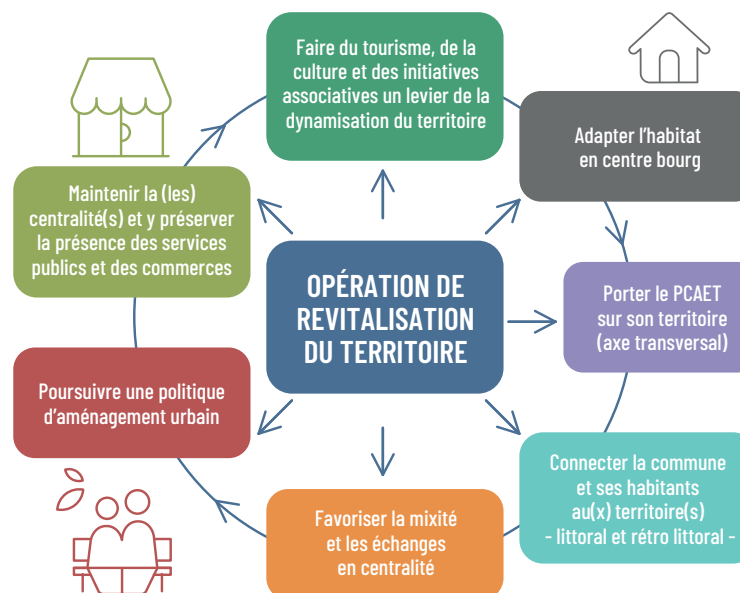 Faire du tourisme, de la
culture et des initiatives
associatives un levier de la
dynamisation du territoire
Adapter l'habitat
en centre bourg
Maintenir la (les)
centralité(s) et y préserver
la présence des services
publics et des commerces
OPÉRATION DE
REVITALISATION
DU TERRITOIRE
Porter le PCAET
sur son territoire
(axe transversal)
Poursuivre une politique
d'aménagement urbain
Connecter la commune
et ses habitants
au(x) territoire(s)
- littoral et rétro littoral -
Favoriser la mixité
et les échanges
en centralité